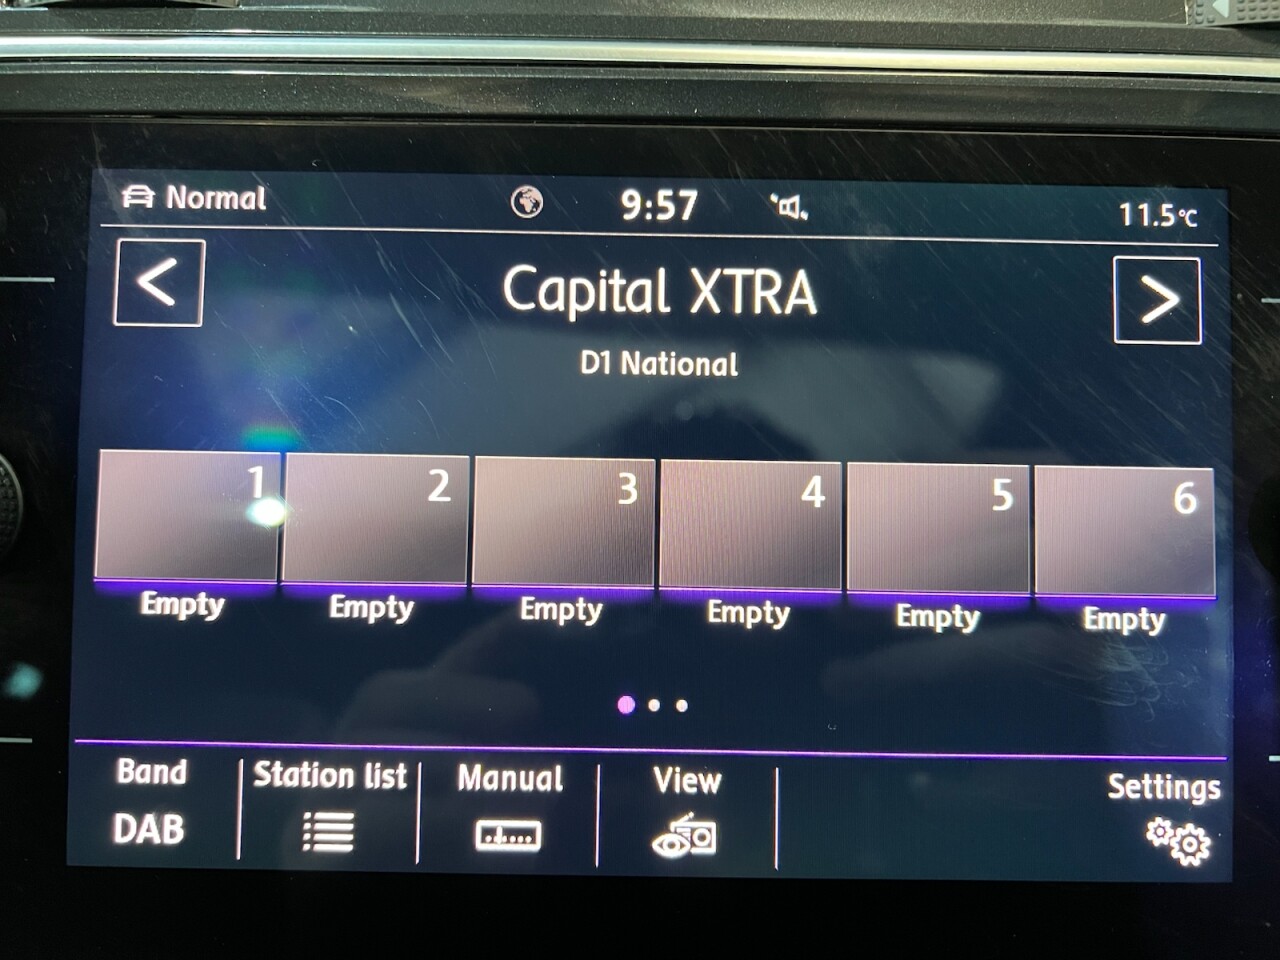 Normal 9:57 11.5°C
< Capital XTRA >
D1 National
1 2 3 4 5 6
Empty Empty Empty Empty Empty Empty
Band Station list Manual View Settings
DAB